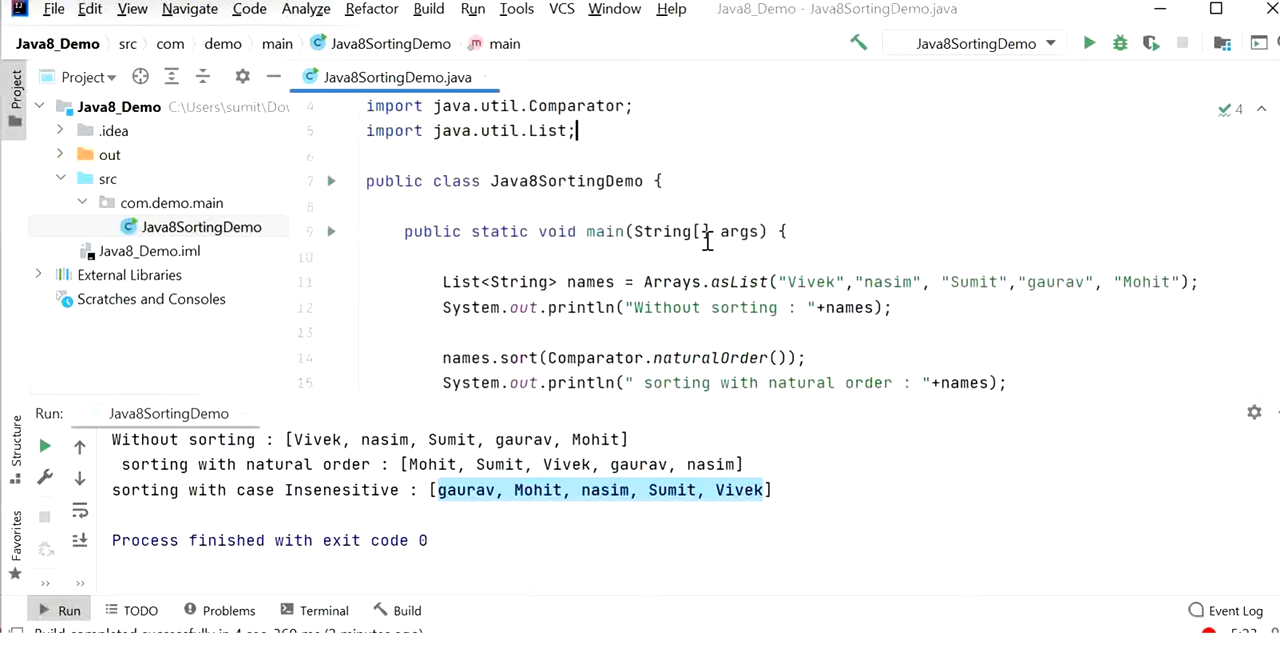 File Edit View Navigate Code Analyze Refactor Build Run Tools VCS Window Help Java8_Demo - Java8SortingDemo.java
Java8_Demo src com demo main Java8SortingDemo main Java8SortingDemo
Project Project Java8SortingDemo.java
Java8_Demo C:\Users\sumit\Do
.idea
out
src
com.demo.main
Java8SortingDemo
Java8_Demo.iml
External Libraries
Scratches and Consoles
4 import java.util.Comparator; 4
5 import java.util.List;
6
7 public class Java8SortingDemo {
8
9 public static void main(String[] args) {
10
11 List<String> names = Arrays.asList("Vivek","nasim", "Sumit","gaurav", "Mohit");
12 System.out.println("Without sorting : "+names);
13
14 names.sort(Comparator.naturalOrder());
15 System.out.println(" sorting with natural order : "+names);
Run: Java8SortingDemo
Structure
Favorites
Without sorting : [Vivek, nasim, Sumit, gaurav, Mohit]
sorting with natural order : [Mohit, Sumit, Vivek, gaurav, nasim]
sorting with case Insenesitive : [gaurav, Mohit, nasim, Sumit, Vivek]
Process finished with exit code 0
Run TODO Problems Terminal Build Event Log